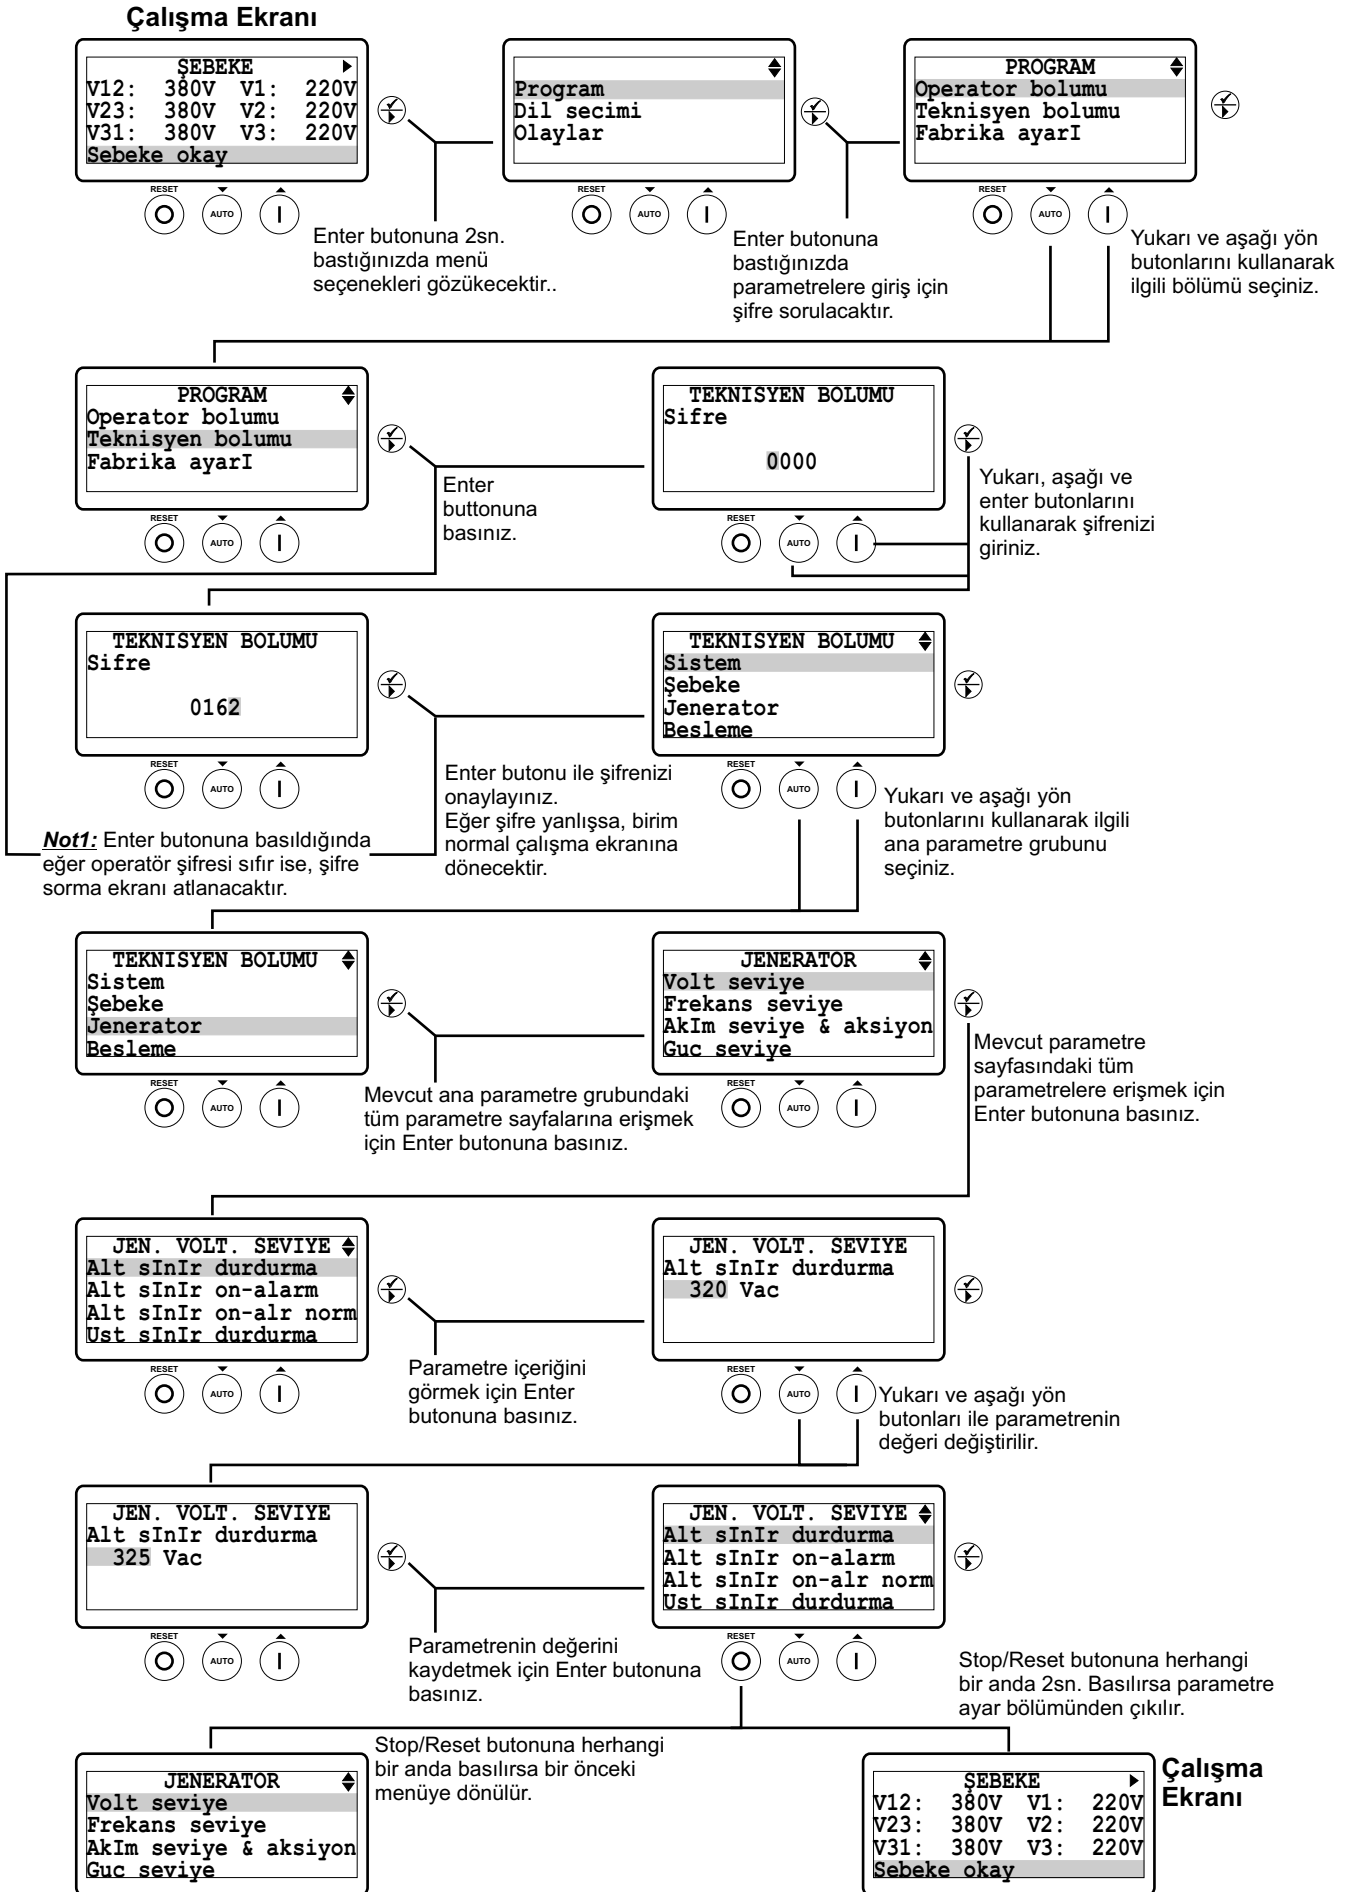 Çalışma Ekranı
ŞEBEKE
V12: 380V V1: 220V
V23: 380V V2: 220V
V31: 380V V3: 220V
Sebeke okay
RESET
AUTO
Program
Dil secimi
Olaylar
RESET
AUTO
PROGRAM
Operator bolumu
Teknisyen bolumu
Fabrika ayarI
RESET
AUTO
Enter butonuna 2sn.
bastığınızda menü
seçenekleri gözükecektir..
Enter butonuna
bastığınızda
parametrelere giriş için
şifre sorulacaktır.
Yukarı ve aşağı yön
butonlarını kullanarak
ilgili bölümü seçiniz.
PROGRAM
Operator bolumu
Teknisyen bolumu
Fabrika ayarI
RESET
AUTO
Enter
buttonuna
basınız.
TEKNISYEN BOLUMU
Sifre
0000
RESET
AUTO
Yukarı, aşağı ve
enter butonlarını
kullanarak şifrenizi
giriniz.
TEKNISYEN BOLUMU
Sifre
0162
RESET
AUTO
Enter butonu ile şifrenizi
onaylayınız.
Eğer şifre yanlışsa, birim
normal çalışma ekranına
dönecektir.
Not1: Enter butonuna basıldığında
eğer operatör şifresi sıfır ise, şifre
sorma ekranı atlanacaktır.
TEKNISYEN BOLUMU
Sistem
Şebeke
Jenerator
Besleme
RESET
AUTO
Yukarı ve aşağı yön
butonlarını kullanarak ilgili
ana parametre grubunu
seçiniz.
TEKNISYEN BOLUMU
Sistem
Şebeke
Jenerator
Besleme
RESET
AUTO
Mevcut ana parametre grubundaki
tüm parametre sayfalarına erişmek
için Enter butonuna basınız.
JENERATOR
Volt seviye
Frekans seviye
AkIm seviye & aksiyon
Guc seviye
RESET
AUTO
Mevcut parametre
sayfasındaki tüm
parametrelere erişmek için
Enter butonuna basınız.
JEN. VOLT. SEVIYE
Alt sInIr durdurma
Alt sInIr on-alarm
Alt sInIr on-alr norm
Ust sInIr durdurma
RESET
AUTO
Parametre içeriğini
görmek için Enter
butonuna basınız.
JEN. VOLT. SEVIYE
Alt sInIr durdurma
320 Vac
RESET
AUTO
Yukarı ve aşağı yön
butonları ile parametrenin
değeri değiştirilir.
JEN. VOLT. SEVIYE
Alt sInIr durdurma
325 Vac
RESET
AUTO
Parametrenin değerini
kaydetmek için Enter butonuna
basınız.
JEN. VOLT. SEVIYE
Alt sInIr durdurma
Alt sInIr on-alarm
Alt sInIr on-alr norm
Ust sInIr durdurma
RESET
AUTO
Stop/Reset butonuna herhangi
bir anda 2sn. Basılırsa parametre
ayar bölümünden çıkılır.
JENERATOR
Volt seviye
Frekans seviye
AkIm seviye & aksiyon
Guc seviye
Stop/Reset butonuna herhangi
bir anda basılırsa bir önceki
menüye dönülür.
ŞEBEKE
V12: 380V V1: 220V
V23: 380V V2: 220V
V31: 380V V3: 220V
Sebeke okay
Çalışma
Ekranı